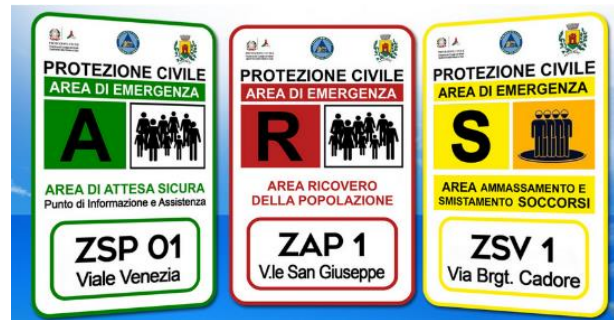 PROTEZIONE CIVILE
AREA DI EMERGENZA
A
AREA DI ATTESA SICURA
Punto di Informazione e Assistenza
ZSP 01
Viale Venezia
PROTEZIONE CIVILE
AREA DI EMERGENZA
R
AREA RICOVERO
DELLA POPOLAZIONE
ZAP 1
V.le San Giuseppe
PROTEZIONE CIVILE
AREA DI EMERGENZA
S
AREA AMMASSAMENTO E
SMISTAMENTO SOCCORSI
ZSV 1
Via Brgt. Cadore